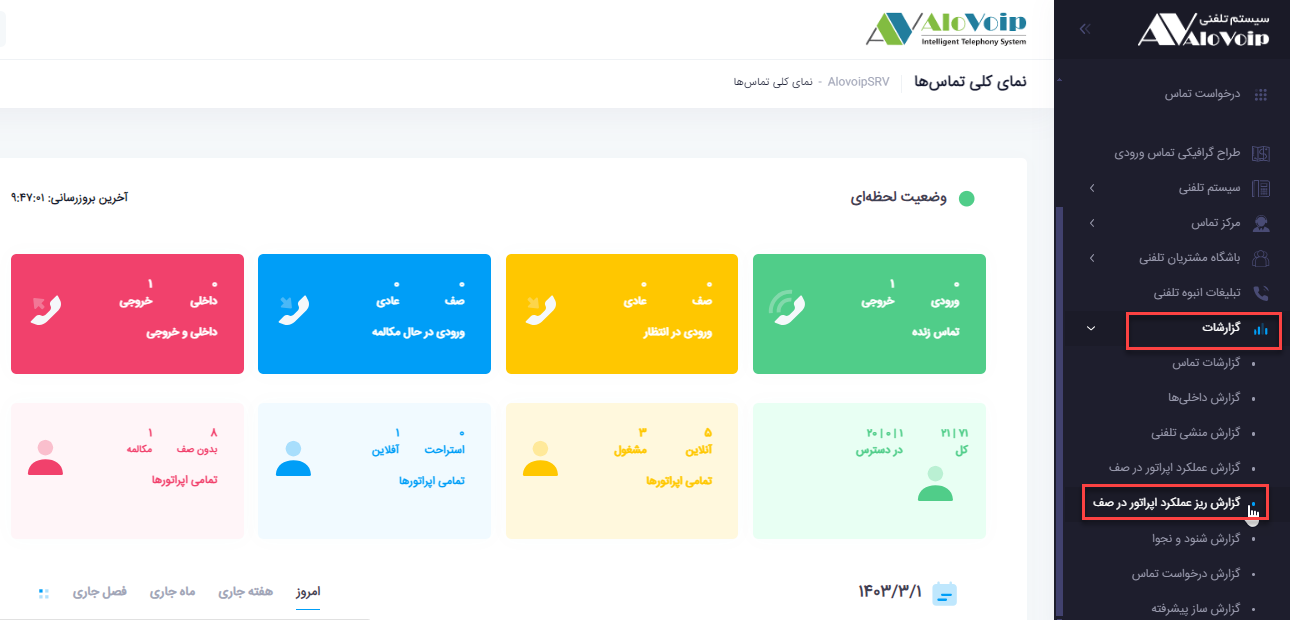 سیستم تلفنی
AloVoip
درخواست تماس
طراح گرافیکی تماس ورودی
سیستم تلفنی
مرکز تماس
باشگاه مشتریان تلفنی
تبلیغات انبوه تلفنی
گزارشات
گزارشات تماس
گزارش داخلی‌ها
گزارش منشی تلفنی
گزارش عملکرد اپراتور در صف
گزارش ریز عملکرد اپراتور در صف
گزارش شنود و نجوا
گزارش درخواست تماس
گزارش ساز پیشرفته
AloVoip
Intelligent Telephony System
نمای کلی تماس‌ها
AlovoipSRV - نمای کلی تماس‌ها
وضعیت لحظه‌ای
آخرین بروزرسانی: ۹:۴۷:۰۱
۰ ۱
ورودی خروجی
تماس زنده
۰ ۰
صف عادی
ورودی در انتظار
۰ ۰
صف عادی
ورودی در حال مکالمه
۰ ۱
داخلی خروجی
داخلی و خروجی
۷۱ | ۲۱ ۱ | ۰ | ۲۰
کل در دسترس
۵ ۳
آنلاین مشغول
تمامی اپراتورها
۰ ۱
استراحت آفلاین
تمامی اپراتورها
۸ ۱
بدون صف مکالمه
تمامی اپراتورها
۱۴۰۳/۳/۱
امروز هفته جاری ماه جاری فصل جاری